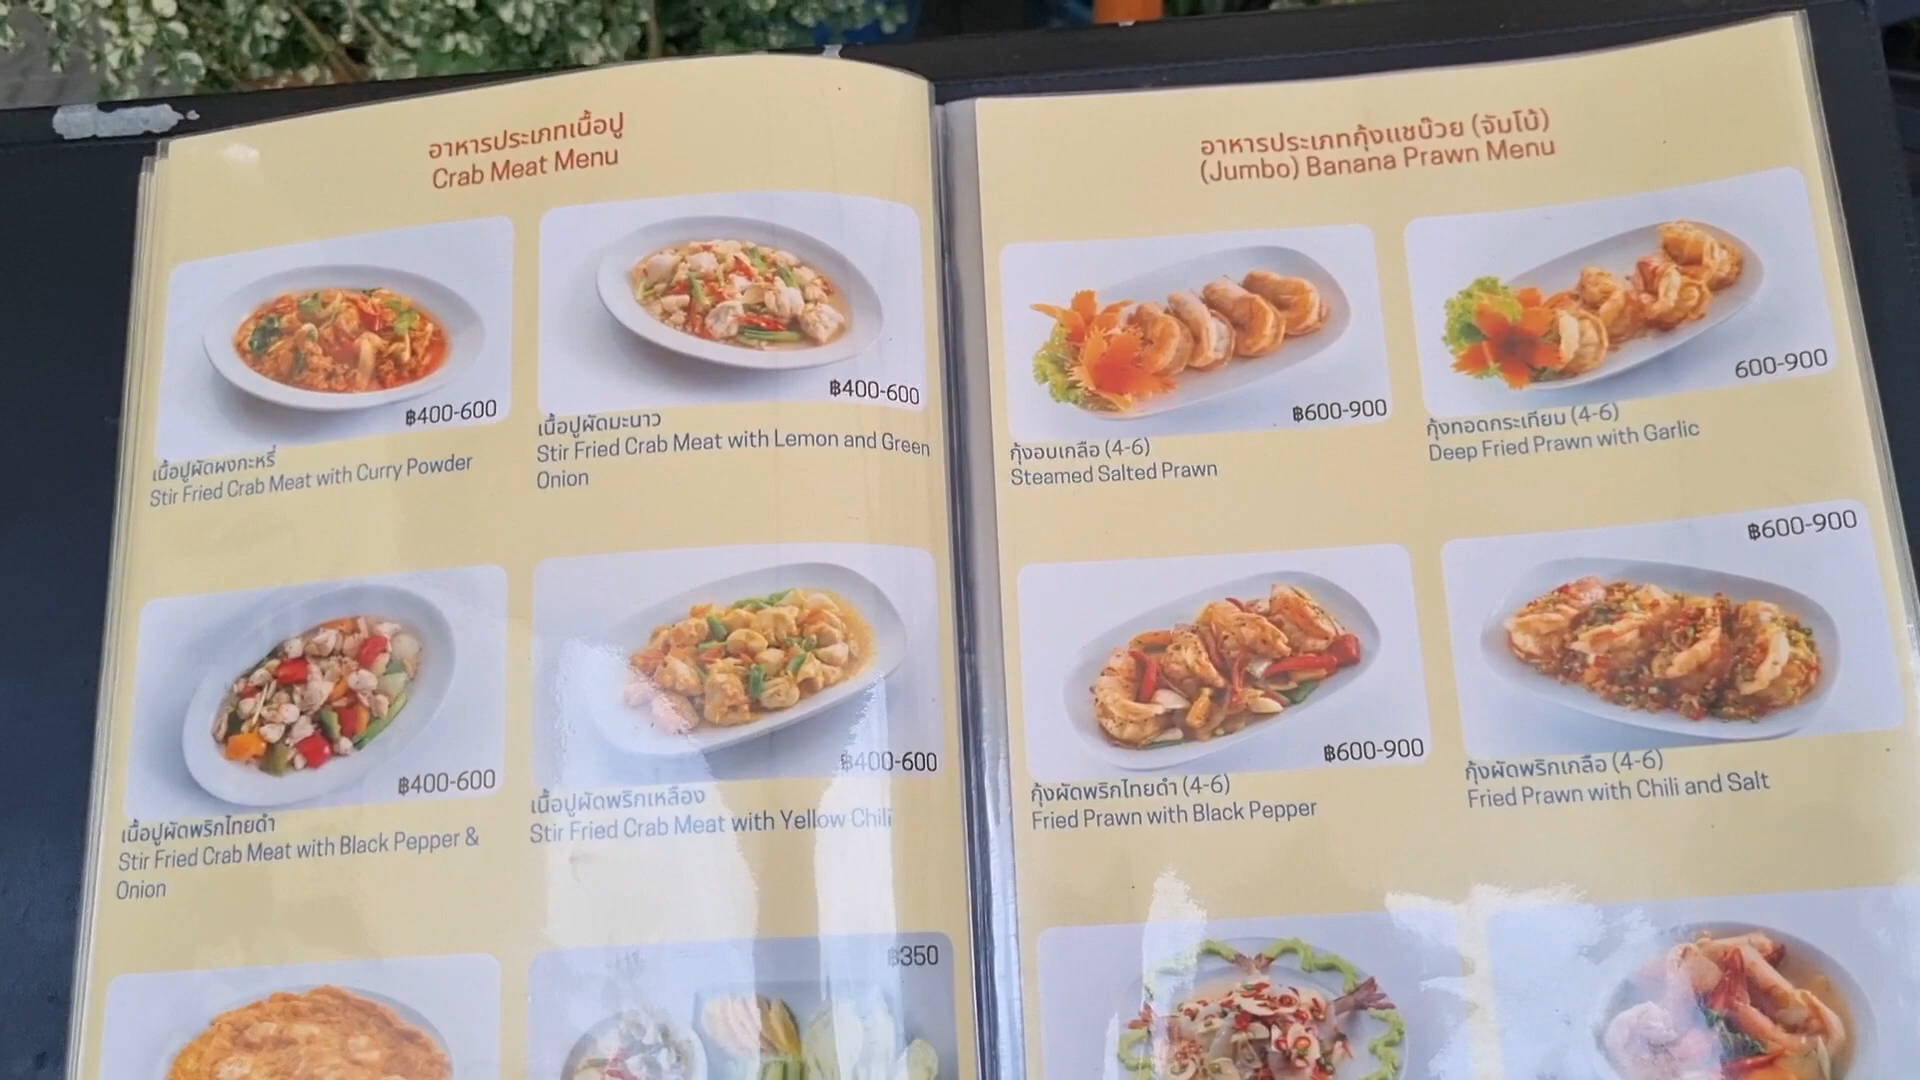 อาหารประเภทเนื้อปู
Crab Meat Menu
฿400-600
เนื้อปูผัดผงกะหรี่
Stir Fried Crab Meat with Curry Powder
฿400-600
เนื้อปูผัดมะนาว
Stir Fried Crab Meat with Lemon and Green
Onion
฿400-600
เนื้อปูผัดพริกไทยดำ
Stir Fried Crab Meat with Black Pepper &
Onion
฿400-600
เนื้อปูผัดพริกเหลือง
Stir Fried Crab Meat with Yellow Chili
฿350
อาหารประเภทกุ้งแชบ๊วย (จัมโบ้)
(Jumbo) Banana Prawn Menu
฿600-900
กุ้งอบเกลือ (4-6)
Steamed Salted Prawn
600-900
กุ้งทอดกระเทียม (4-6)
Deep Fried Prawn with Garlic
฿600-900
กุ้งผัดพริกไทยดำ (4-6)
Fried Prawn with Black Pepper
฿600-900
กุ้งผัดพริกเกลือ (4-6)
Fried Prawn with Chili and Salt